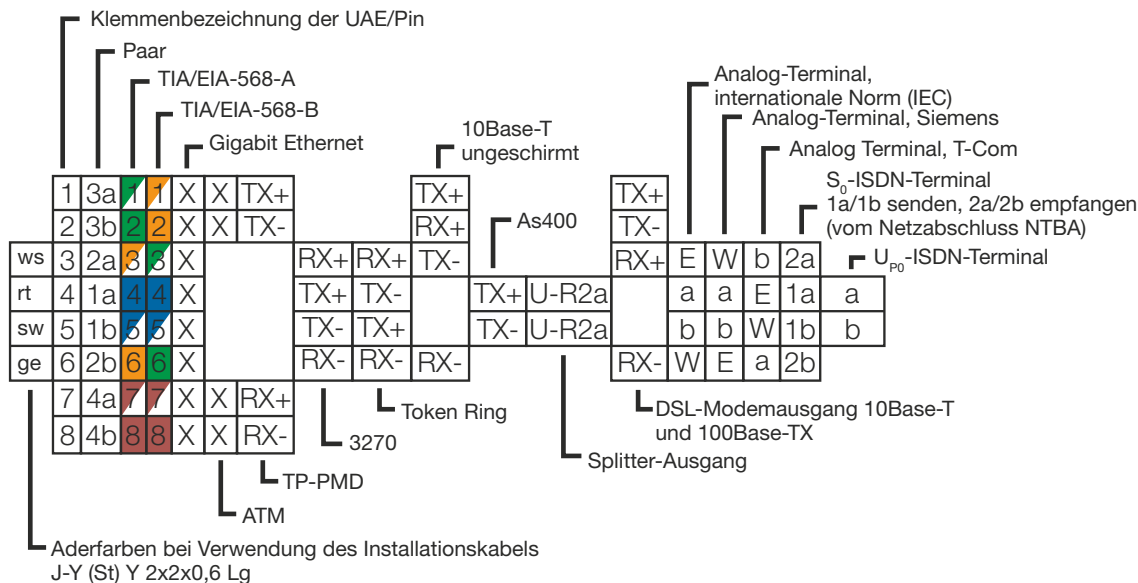 Klemmenbezeichnung der UAE/Pin
Paar
TIA/EIA-568-A
TIA/EIA-568-B
Gigabit Ethernet
10Base-T
ungeschirmt
As400
Analog-Terminal,
internationale Norm (IEC)
Analog-Terminal, Siemens
Analog Terminal, T-Com
S0-ISDN-Terminal
1a/1b senden, 2a/2b empfangen
(vom Netzabschluss NTBA)
UP0-ISDN-Terminal
1 3a 1 1 X X TX+ TX+ TX+
2 3b 2 2 X X TX- RX+ TX-
ws 3 2a 3 3 X RX+ RX+ TX- RX+ E W b 2a
rt 4 1a 4 4 X TX+ TX- TX+ U-R2a a a E 1a a
sw 5 1b 5 5 X TX- TX+ TX- U-R2a b b W 1b b
ge 6 2b 6 6 X RX- RX- RX- RX- W E a 2b
7 4a 7 7 X X RX+
8 4b 8 8 X X RX-
Token Ring
3270
TP-PMD
ATM
DSL-Modemausgang 10Base-T
und 100Base-TX
Splitter-Ausgang
Aderfarben bei Verwendung des Installationskabels
J-Y (St) Y 2x2x0,6 Lg